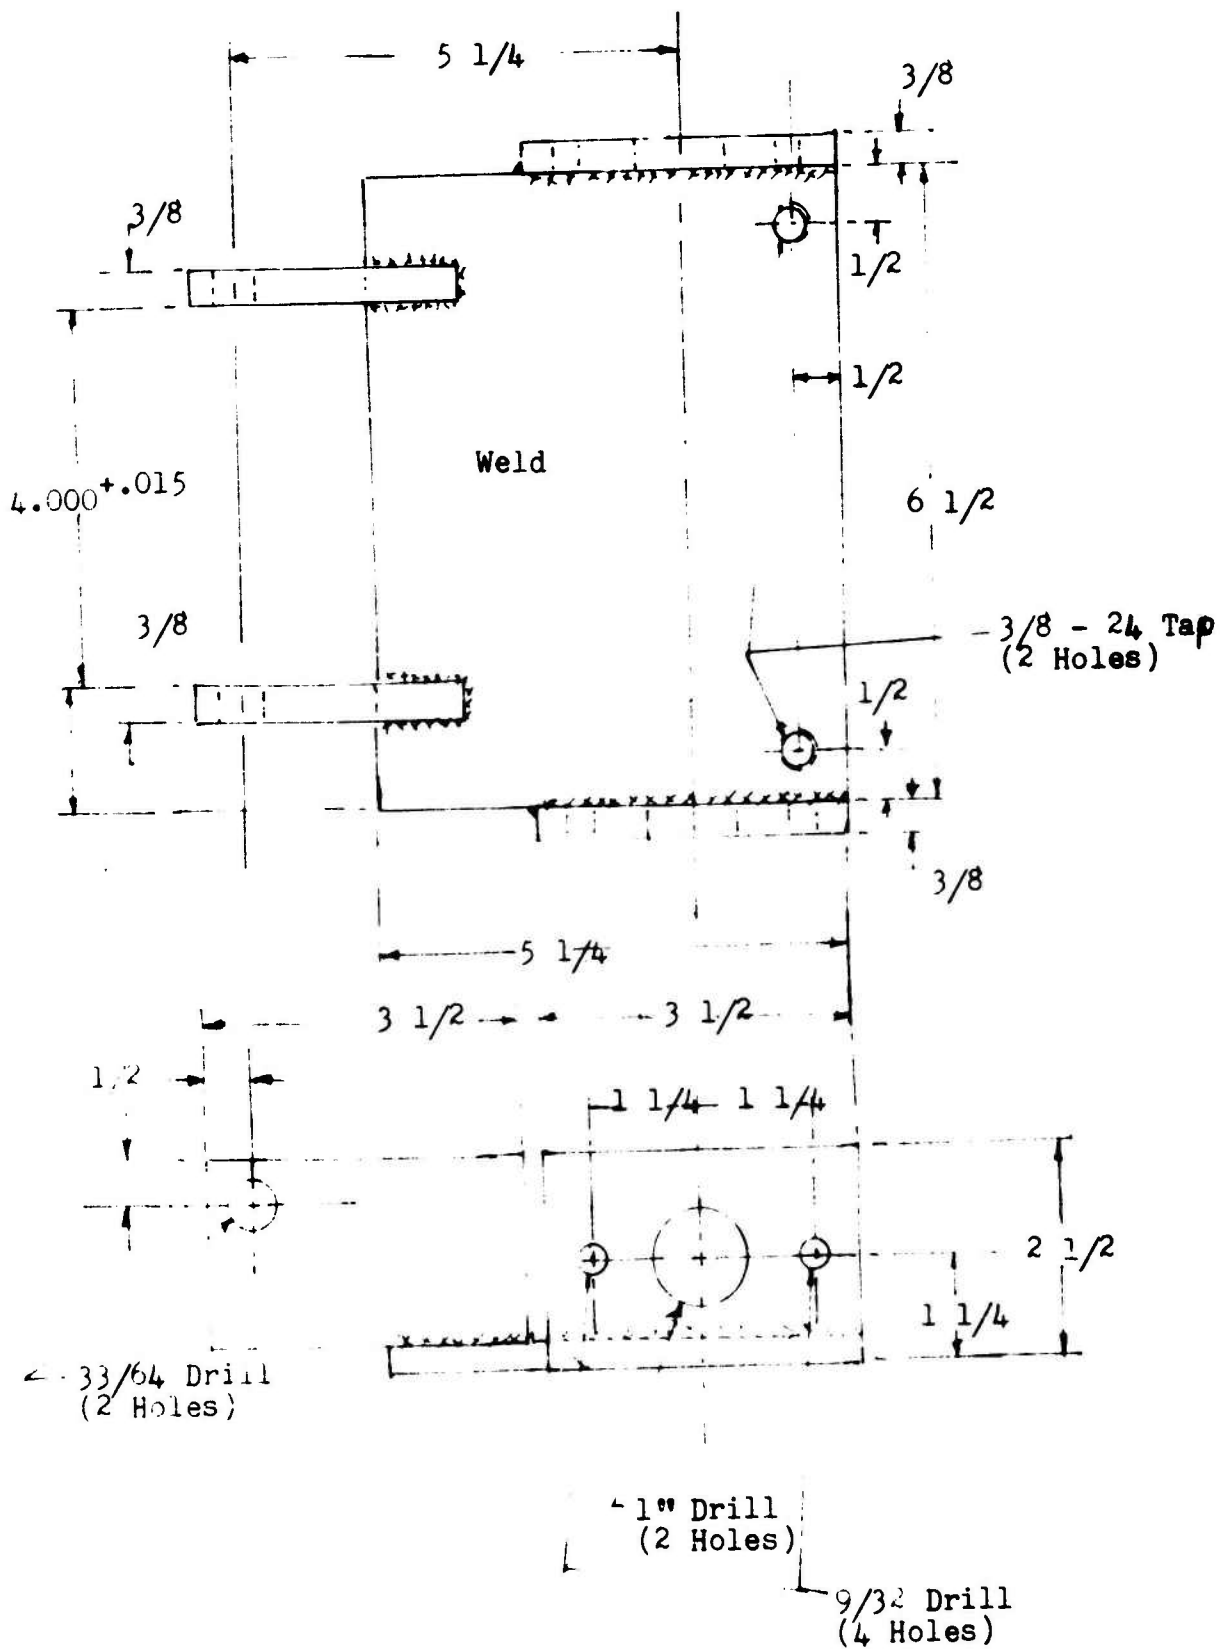 5 1/4
3/8
3/8
1/2
1/2
Weld
4.000 +.015
6 1/2
3/8
3/8 - 24 Tap
(2 Holes)
1/2
3/8
5 1/4
3 1/2
3 1/2
1/2
1 1/4
1 1/4
2 1/2
1 1/4
33/64 Drill
(2 Holes)
1" Drill
(2 Holes)
9/32 Drill
(4 Holes)